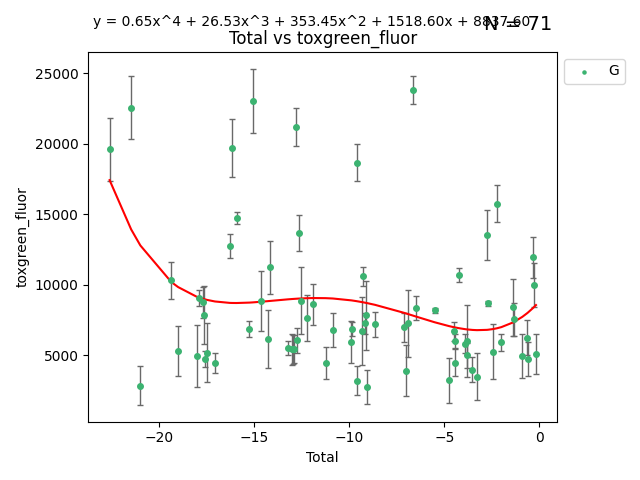 y = 0.65x^4 + 26.53x^3 + 353.45x^2 + 1518.60x + 8837.60
N = 71
Total vs toxgreen_fluor
G
25000
20000
15000
10000
5000
toxgreen_fluor
−20
−15
−10
−5
0
Total